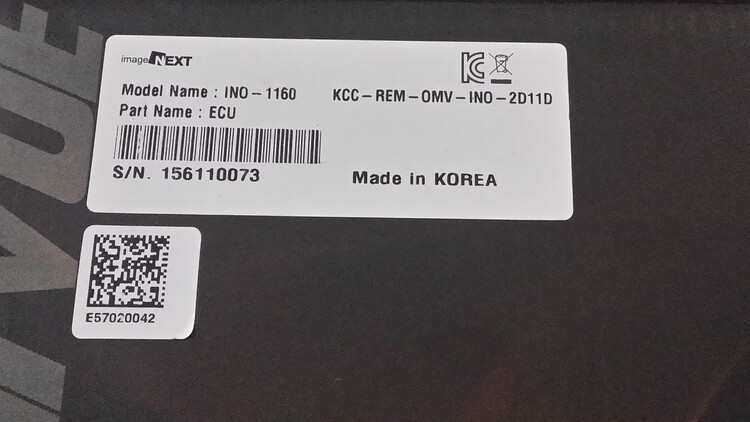 imageNEXT
Model Name : INO-1160
KCC-REM-OMV-INO-2D11D
Part Name : ECU
S/N. 156110073
Made in KOREA
E57020042